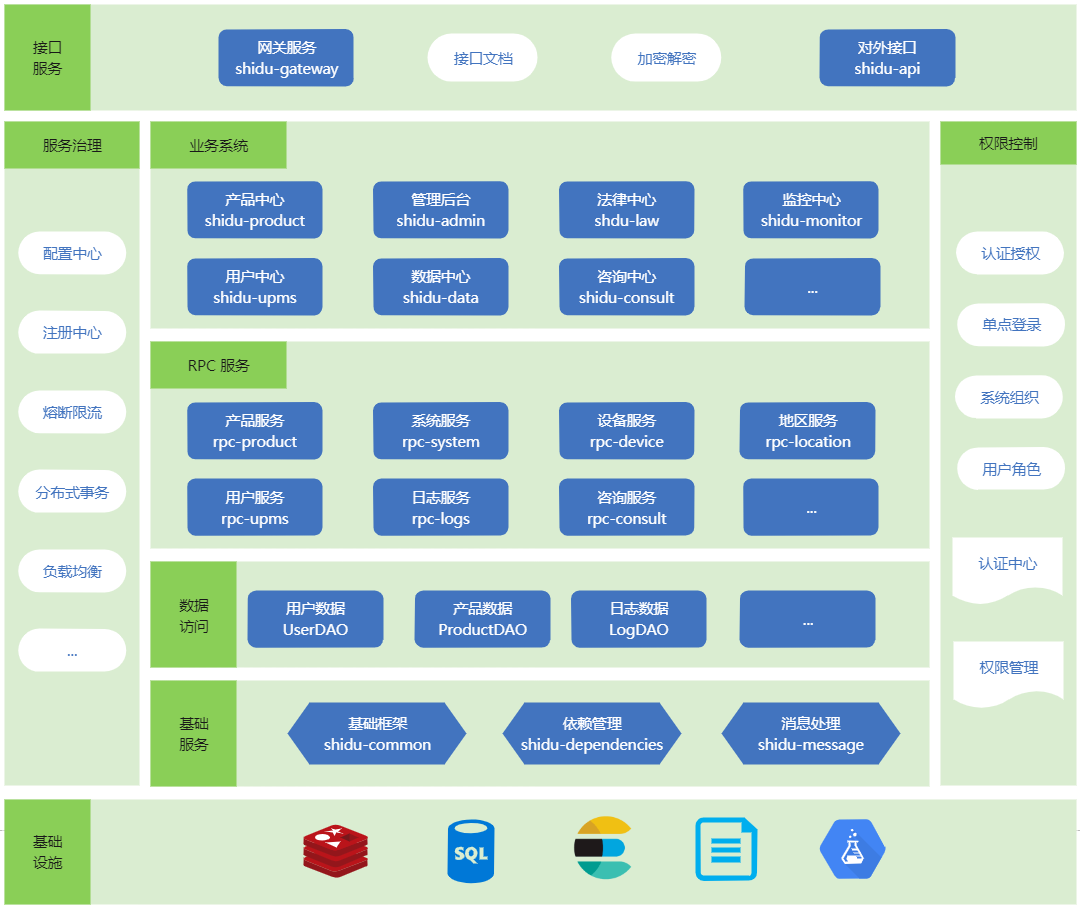 接口
服务
网关服务
shidu-gateway
接口文档
加密解密
对外接口
shidu-api
服务治理
配置中心
注册中心
熔断限流
分布式事务
负载均衡
...
业务系统
产品中心
shidu-product
管理后台
shidu-admin
法律中心
shdu-law
监控中心
shidu-monitor
用户中心
shidu-upms
数据中心
shidu-data
咨询中心
shidu-consult
...
RPC 服务
产品服务
rpc-product
系统服务
rpc-system
设备服务
rpc-device
地区服务
rpc-location
用户服务
rpc-upms
日志服务
rpc-logs
咨询服务
rpc-consult
...
数据
访问
用户数据
UserDAO
产品数据
ProductDAO
日志数据
LogDAO
...
基础
服务
基础框架
shidu-common
依赖管理
shidu-dependencies
消息处理
shidu-message
权限控制
认证授权
单点登录
系统组织
用户角色
认证中心
权限管理
基础
设施
SQL